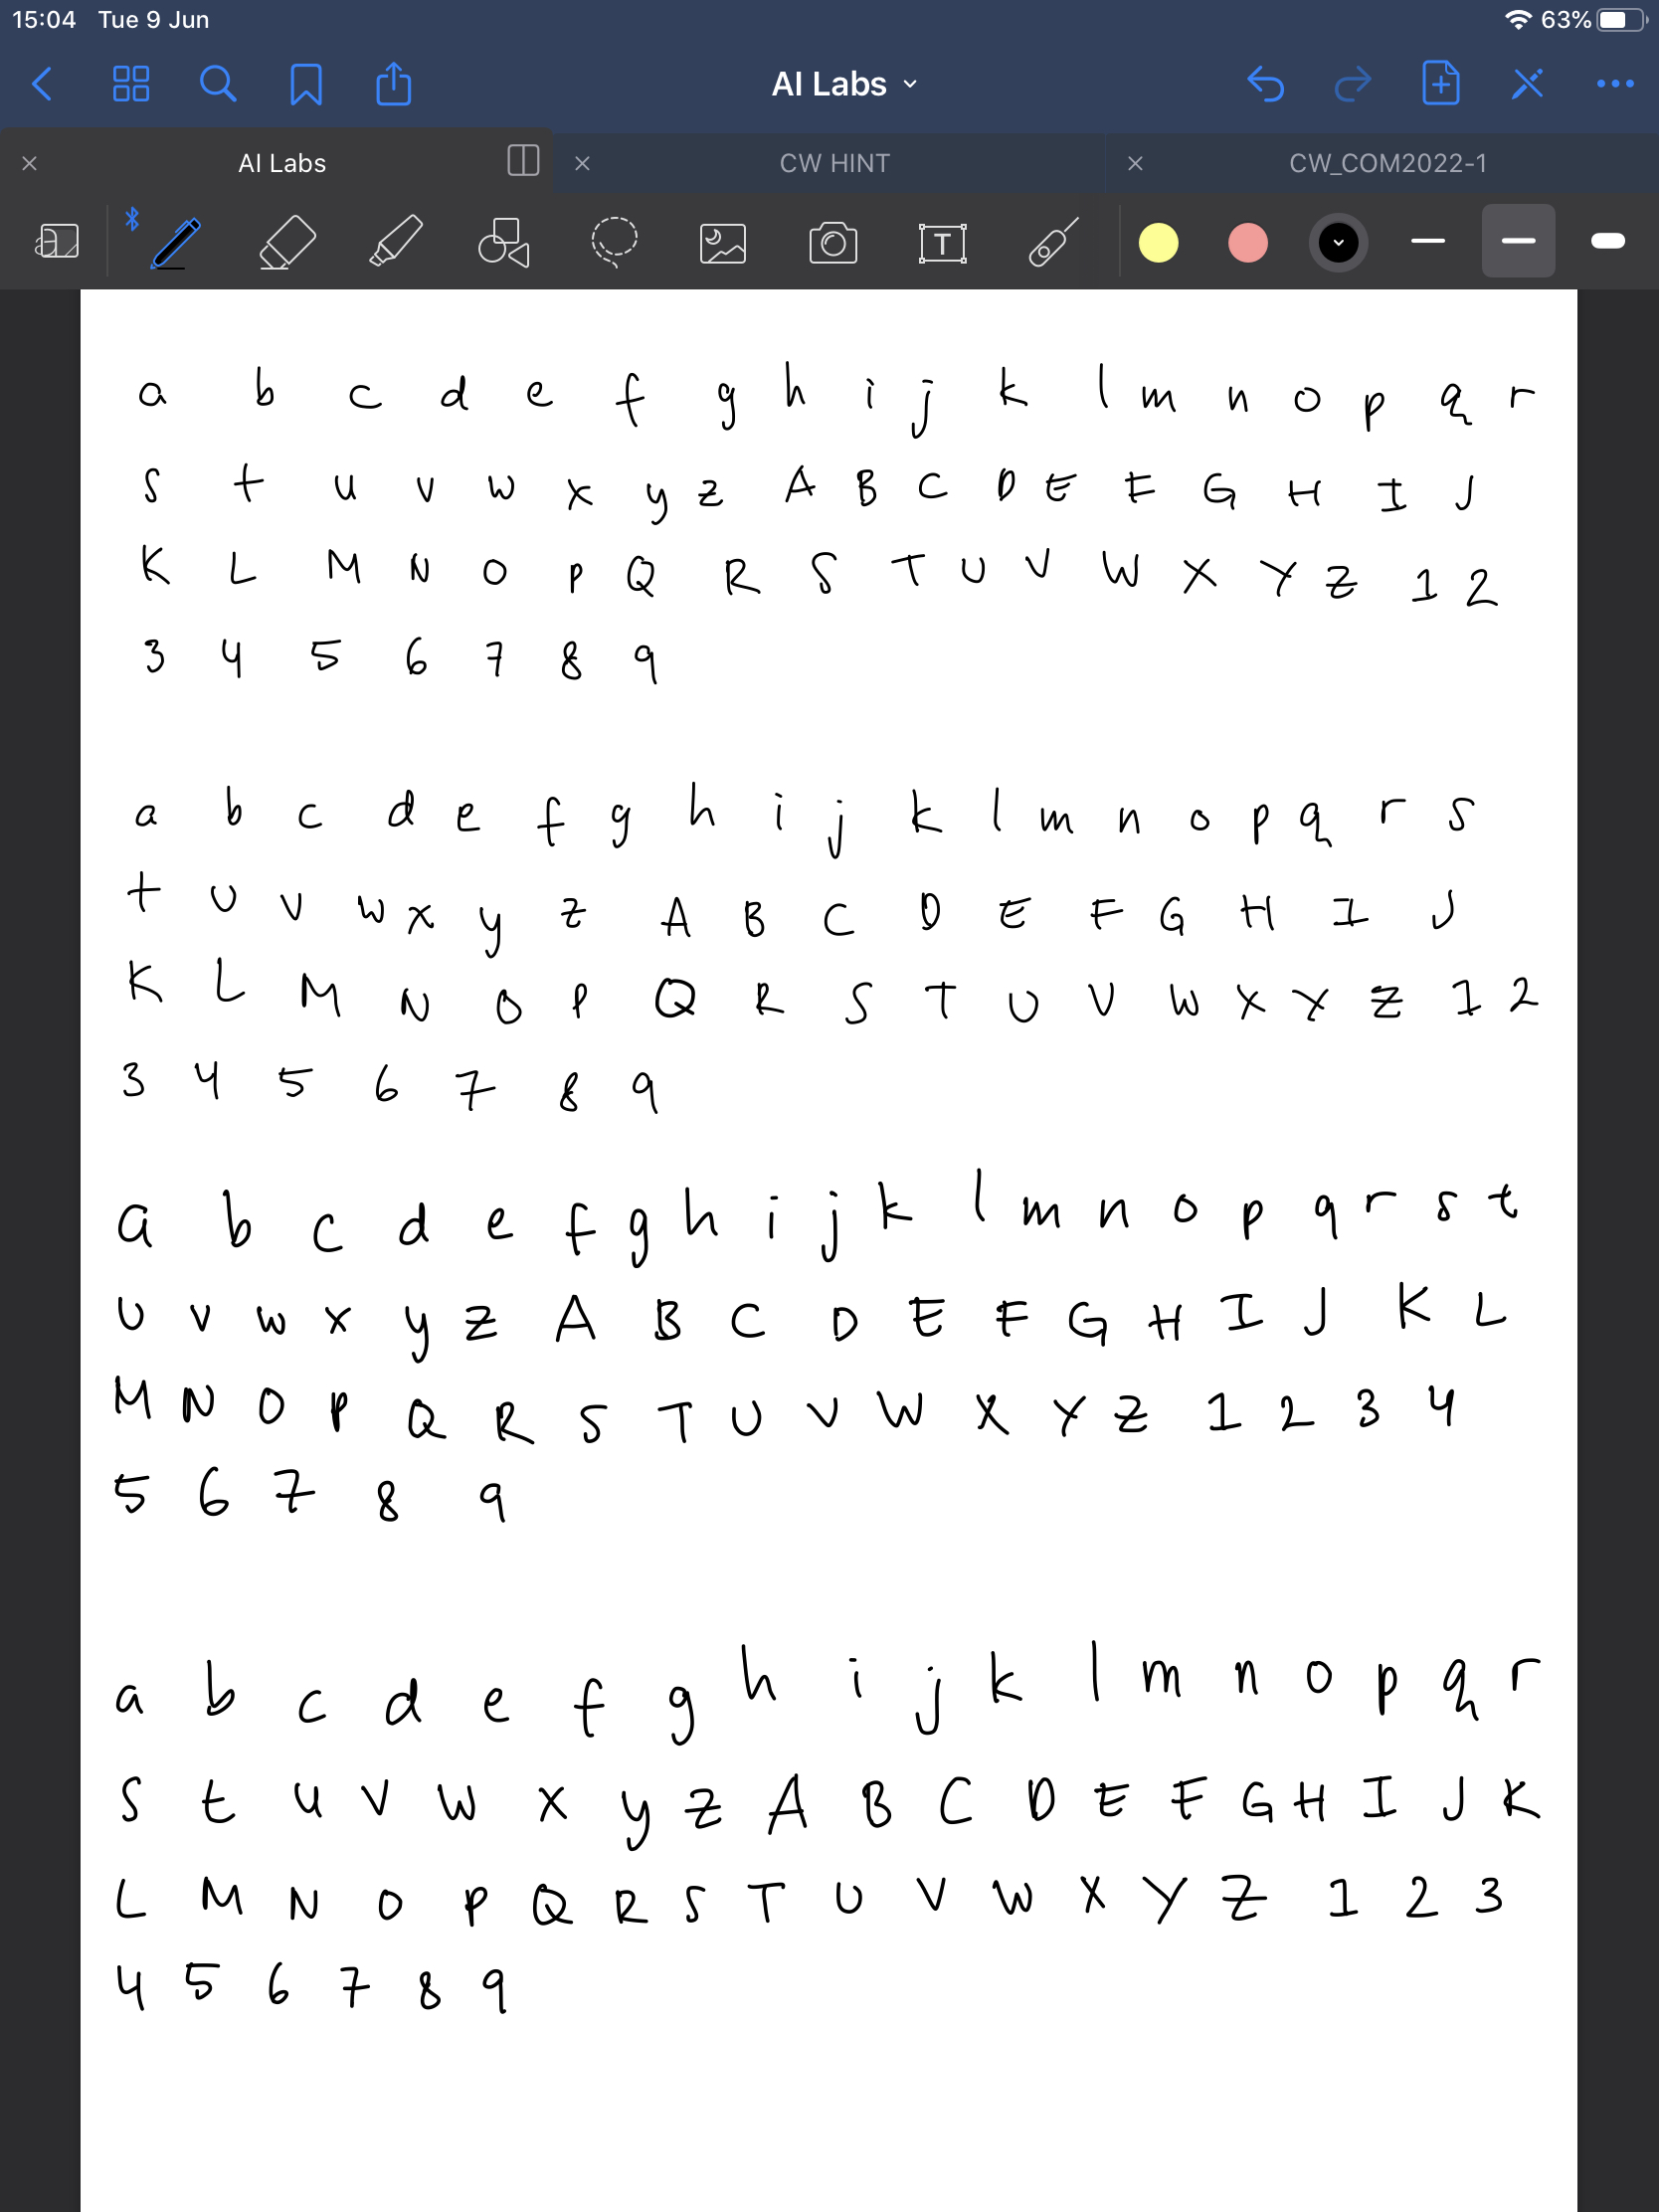 15:04 Tue 9 Jun 63%
AI Labs
AI Labs CW HINT CW_COM2022-1
T
a b c d e f g h i j k l m n o p q r
s t u v w x y z A B C D E F G H I J
K L M N O P Q R S T U V W X Y Z 1 2
3 4 5 6 7 8 9
a b c d e f g h i j k l m n o p q r s
t u v w x y z A B C D E F G H I J
K L M N O P Q R S T U V W X Y Z 1 2
3 4 5 6 7 8 9
a b c d e f g h i j k l m n o p q r s t
u v w x y z A B C D E F G H I J K L
M N O P Q R S T U V W X Y Z 1 2 3 4
5 6 7 8 9
a b c d e f g h i j k l m n o p q r
s t u v w x y z A B C D E F G H I J K
L M N O P Q R S T U V W X Y Z 1 2 3
4 5 6 7 8 9